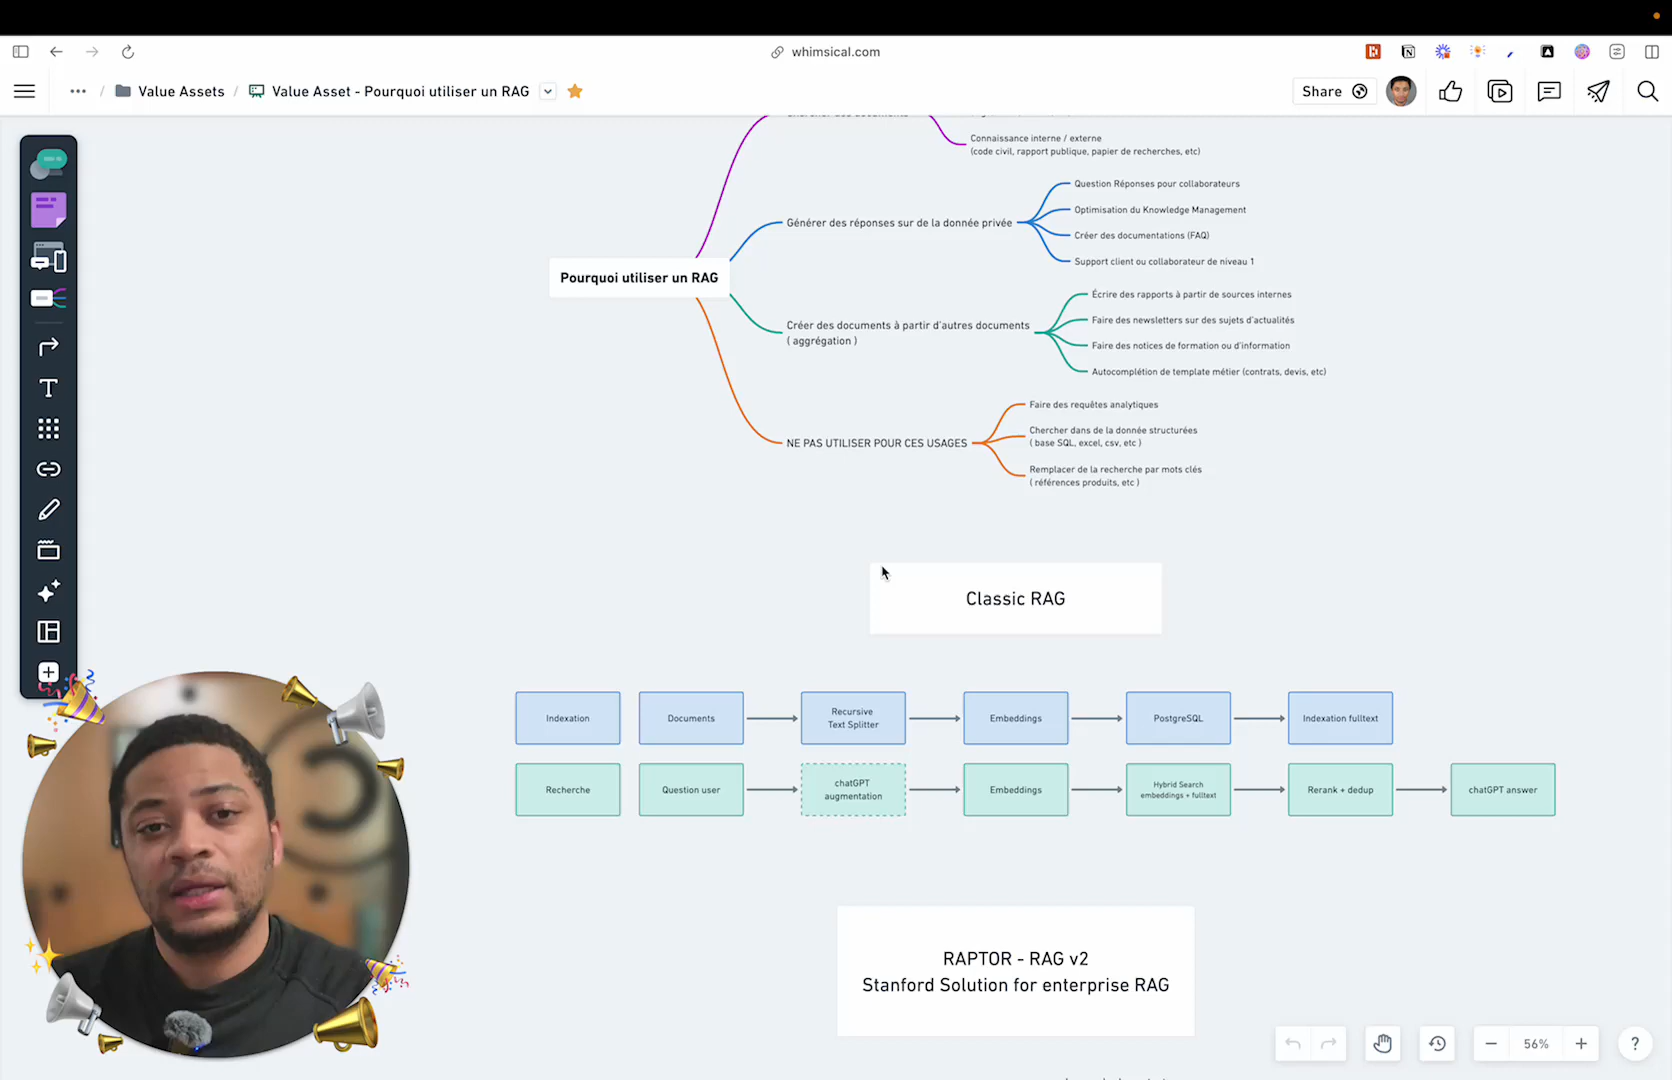 whimsical.com
Value Assets / Value Asset - Pourquoi utiliser un RAG
Share
Connaissance interne / externe
(code civil, rapport publique, papier de recherches, etc)
Pourquoi utiliser un RAG
Générer des réponses sur de la donnée privée
Question Réponses pour collaborateurs
Optimisation du Knowledge Management
Créer des documentations (FAQ)
Support client ou collaborateur de niveau 1
Créer des documents à partir d'autres documents
( aggrégation )
Écrire des rapports à partir de sources internes
Faire des newsletters sur des sujets d'actualités
Faire des notices de formation ou d'information
Autocomplétion de template métier (contrats, devis, etc)
NE PAS UTILISER POUR CES USAGES
Faire des requêtes analytiques
Chercher dans de la donnée structurées
( base SQL, excel, csv, etc )
Remplacer de la recherche par mots clés
( références produits, etc )
Classic RAG
Indexation
Documents
Recursive
Text Splitter
Embeddings
PostgreSQL
Indexation fulltext
Recherche
Question user
chatGPT
augmentation
Embeddings
Hybrid Search
embeddings + fulltext
Rerank + dedup
chatGPT answer
RAPTOR - RAG v2
Stanford Solution for enterprise RAG
56%